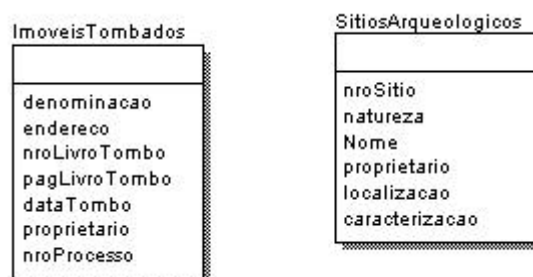 ImoveisTombados
denominacao
endereco
nroLivroTombo
pagLivroTombo
dataTombo
proprietario
nroProcesso
SitiosArqueologicos
nroSitio
natureza
Nome
proprietario
localizacao
caracterizacao